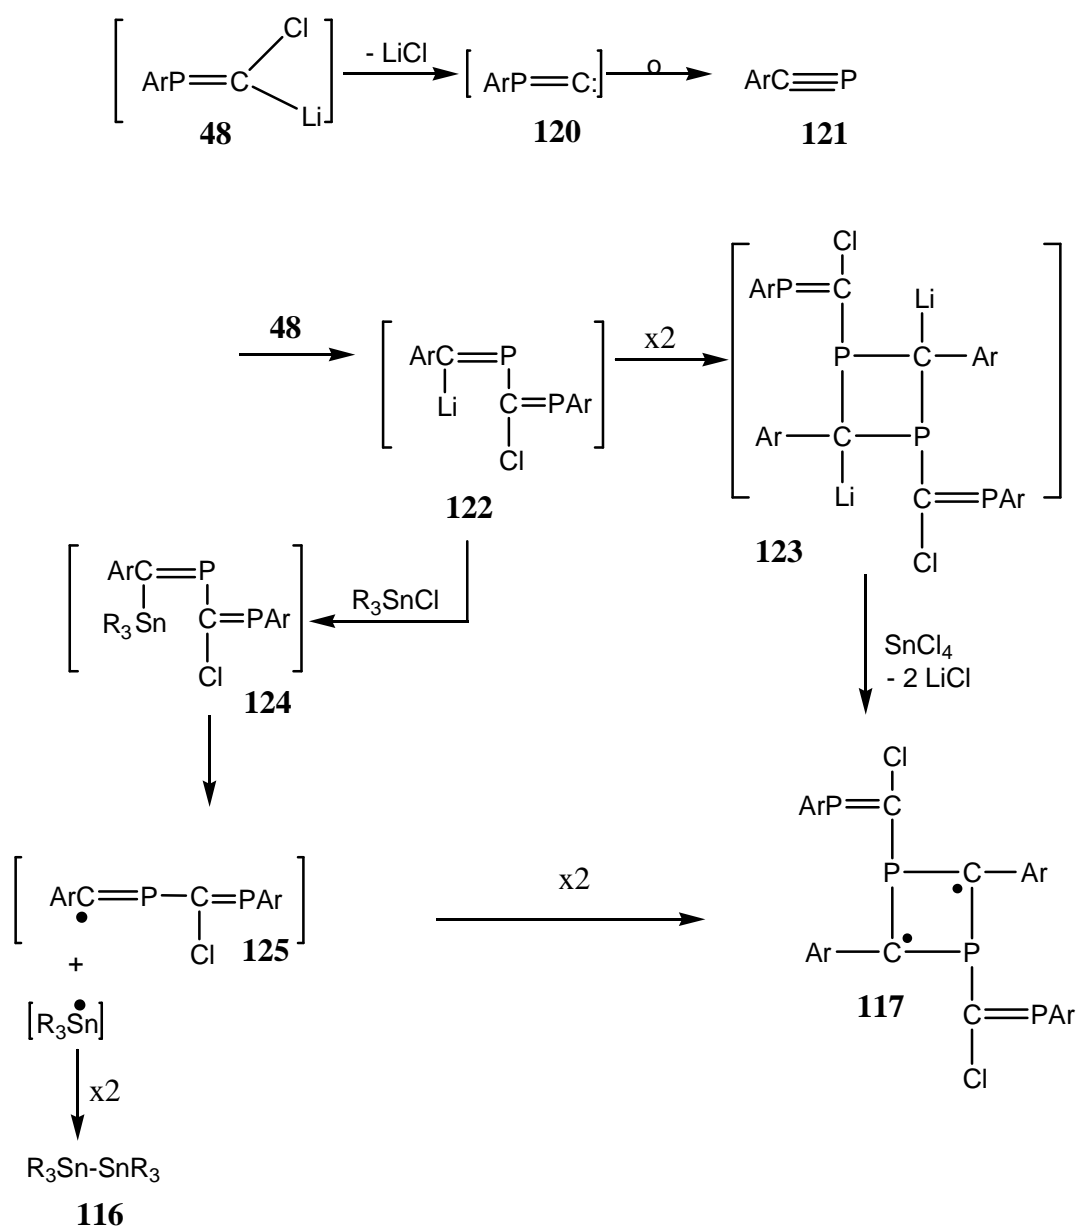 Cl
- LiCl
ArP=C [ArP=C:] o ArC≡P
Li
48 120 121
Cl
ArP=C Li
48 ArC=P x2 P C Ar
Li C=PAr Ar C P
Cl Li C=PAr
122 123 Cl
ArC=P
R3Sn C=PAr R3SnCl
Cl SnCl4
124 - 2 LiCl
Cl
ArP=C
ArC=P-C=PAr x2 P C• Ar
• Cl 125 Ar C• P
+ 117 C=PAr
[R3Sn•] Cl
x2
R3Sn-SnR3
116